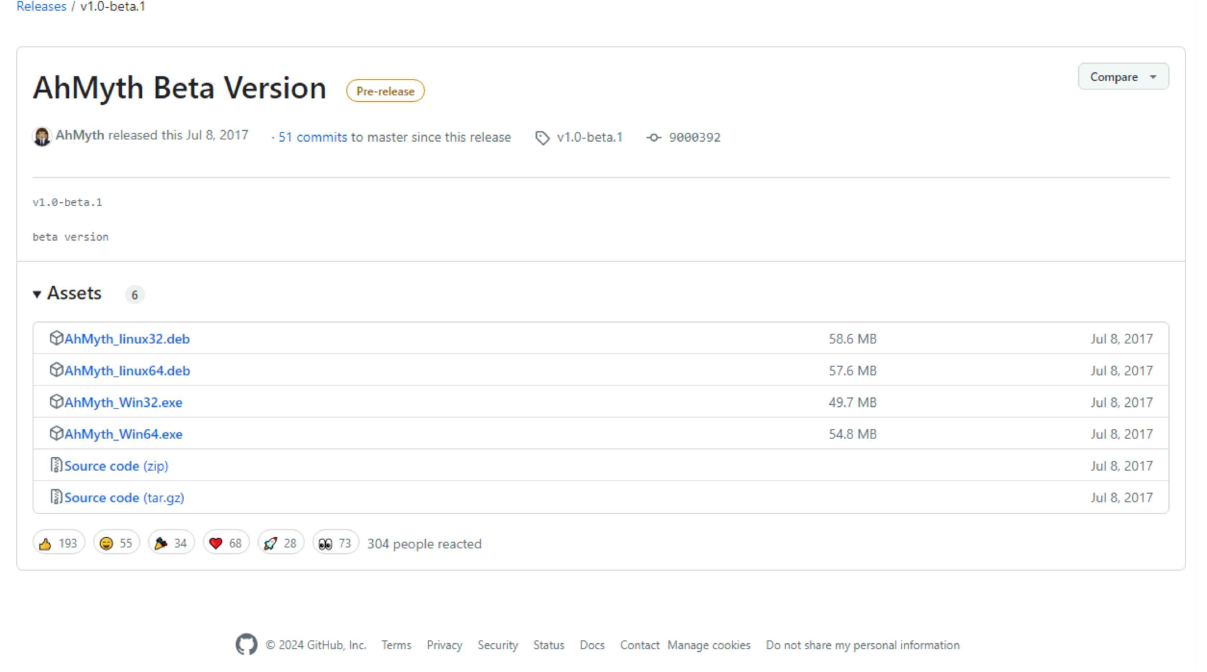 Releases / v1.0-beta.1
AhMyth Beta Version Pre-release Compare
AhMyth released this Jul 8, 2017 · 51 commits to master since this release v1.0-beta.1 9000392
v1.0-beta.1
beta version
Assets 6
AhMyth_linux32.deb 58.6 MB Jul 8, 2017
AhMyth_linux64.deb 57.6 MB Jul 8, 2017
AhMyth_Win32.exe 49.7 MB Jul 8, 2017
AhMyth_Win64.exe 54.8 MB Jul 8, 2017
Source code (zip) Jul 8, 2017
Source code (tar.gz) Jul 8, 2017
193 55 34 68 28 73 304 people reacted
© 2024 GitHub, Inc. Terms Privacy Security Status Docs Contact Manage cookies Do not share my personal information